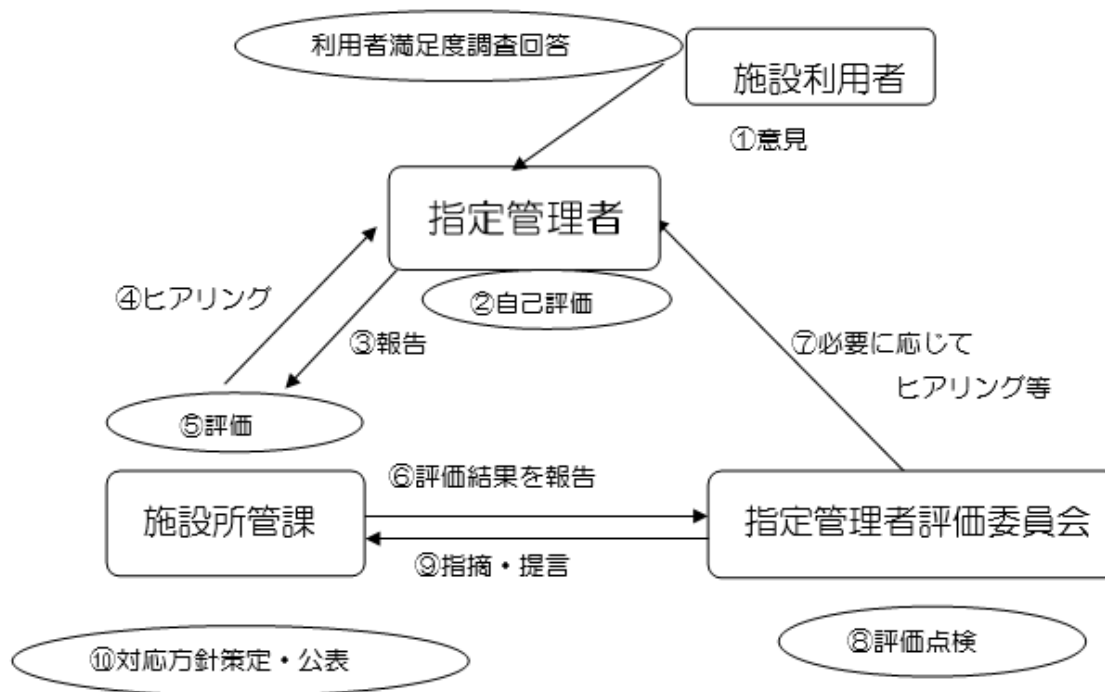 利用者満足度調査回答
施設利用者
①意見
指定管理者
②自己評価
④ヒアリング
③報告
⑦必要に応じて
ヒアリング等
⑤評価
⑥評価結果を報告
施設所管課
指定管理者評価委員会
⑨指摘・提言
⑧評価点検
⑩対応方針策定・公表